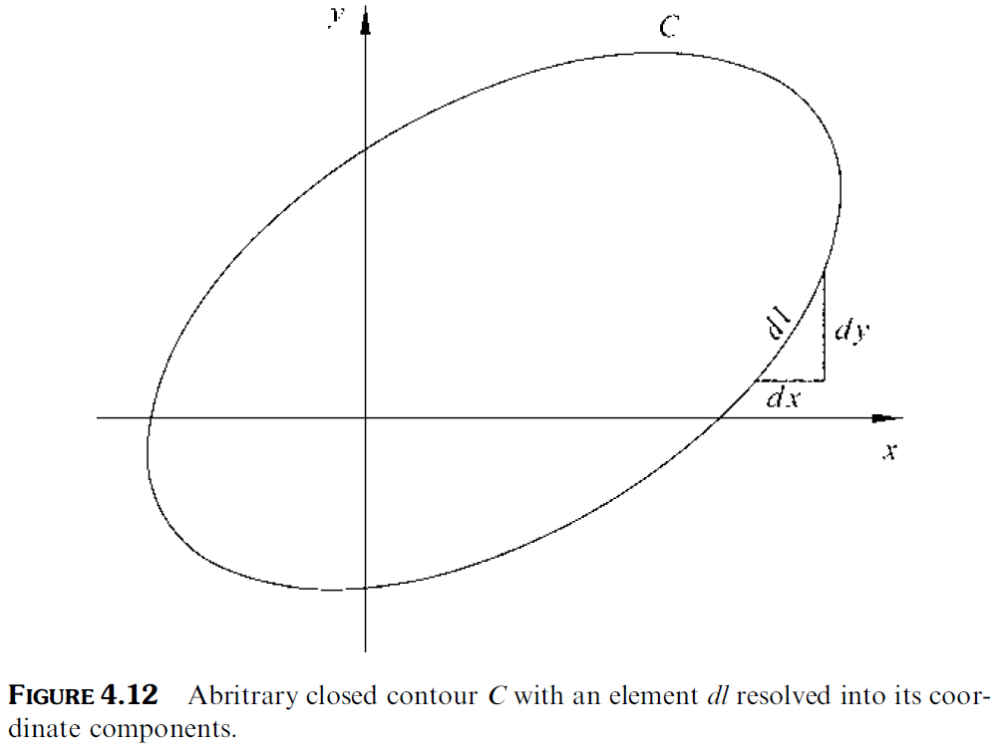 y
C
dl
dy
dx
x
FIGURE 4.12 Abritrary closed contour C with an element dl resolved into its coor-
dinate components.